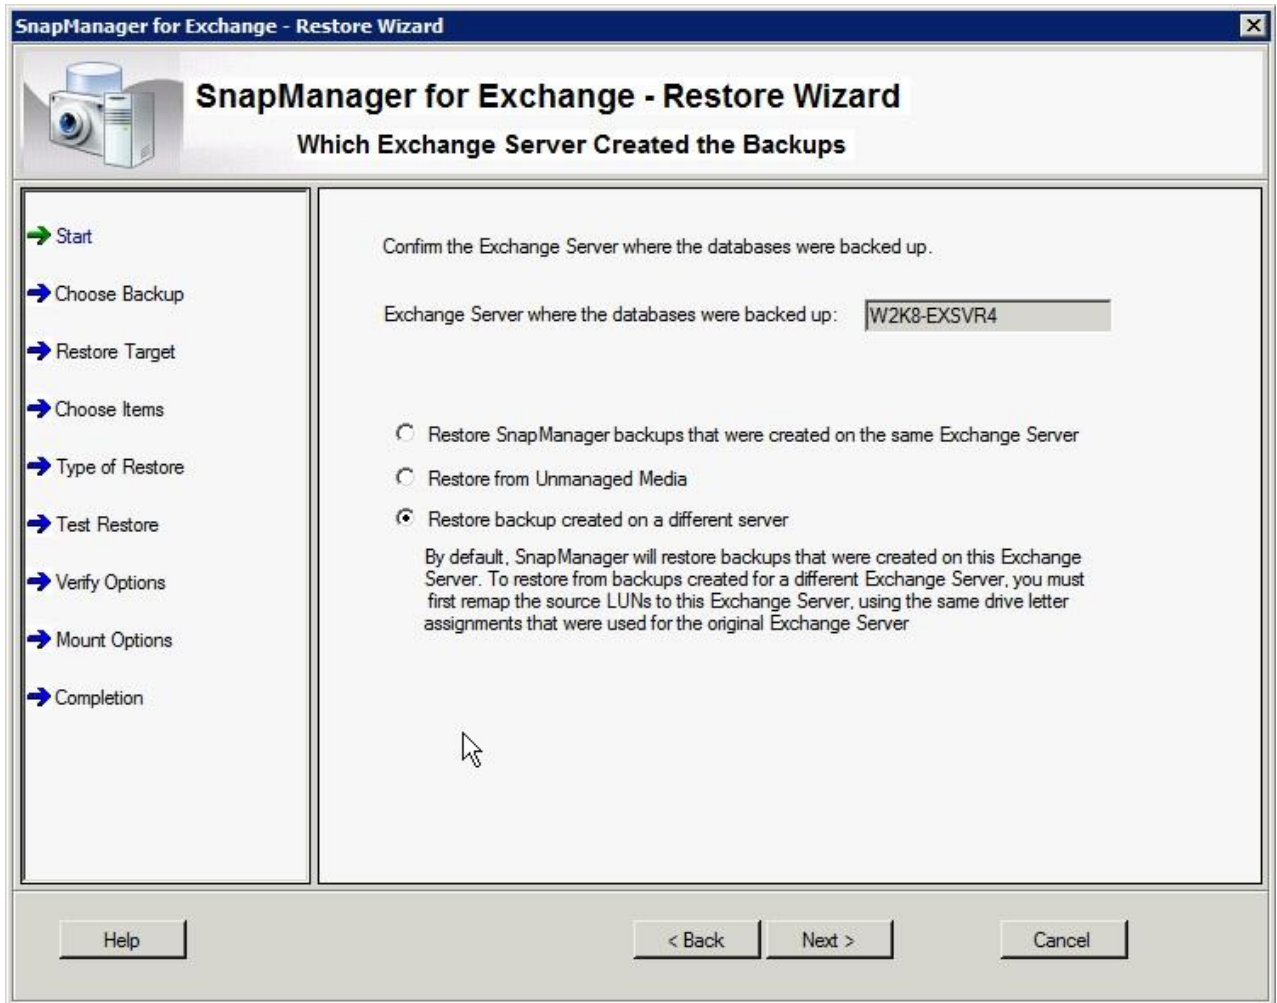 SnapManager for Exchange - Restore Wizard
SnapManager for Exchange - Restore Wizard
Which Exchange Server Created the Backups
Start
Choose Backup
Restore Target
Choose Items
Type of Restore
Test Restore
Verify Options
Mount Options
Completion
Confirm the Exchange Server where the databases were backed up.
Exchange Server where the databases were backed up: W2K8-EXSVR4
Restore SnapManager backups that were created on the same Exchange Server
Restore from Unmanaged Media
Restore backup created on a different server
By default, SnapManager will restore backups that were created on this Exchange
Server. To restore from backups created for a different Exchange Server, you must
first remap the source LUNs to this Exchange Server, using the same drive letter
assignments that were used for the original Exchange Server
Help
< Back
Next >
Cancel